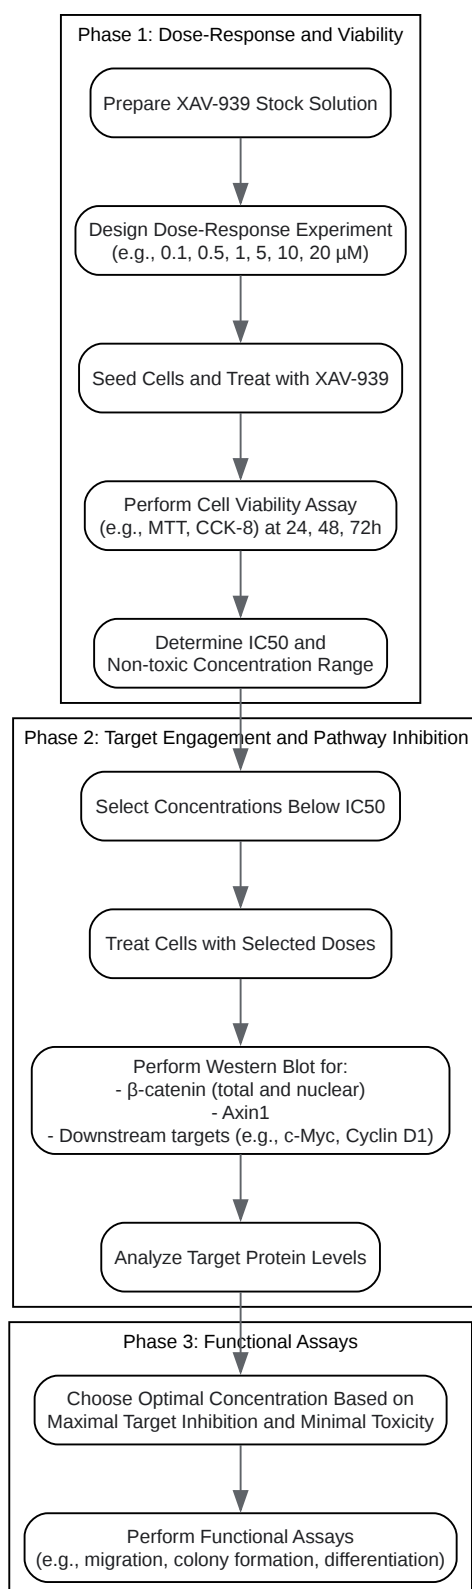 Phase 1: Dose-Response and Viability
Prepare XAV-939 Stock Solution
Design Dose-Response Experiment
(e.g., 0.1, 0.5, 1, 5, 10, 20 µM)
Seed Cells and Treat with XAV-939
Perform Cell Viability Assay
(e.g., MTT, CCK-8) at 24, 48, 72h
Determine IC50 and
Non-toxic Concentration Range
Phase 2: Target Engagement and Pathway Inhibition
Select Concentrations Below IC50
Treat Cells with Selected Doses
Perform Western Blot for:
- β-catenin (total and nuclear)
- Axin1
- Downstream targets (e.g., c-Myc, Cyclin D1)
Analyze Target Protein Levels
Phase 3: Functional Assays
Choose Optimal Concentration Based on
Maximal Target Inhibition and Minimal Toxicity
Perform Functional Assays
(e.g., migration, colony formation, differentiation)